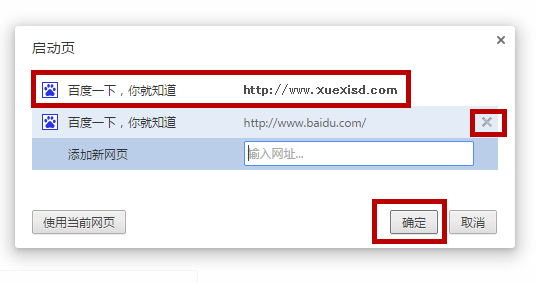 启动页
百度一下，你就知道 http://www.xuexisd.com
百度一下，你就知道 http://www.baidu.com/
添加新网页 输入网址...
使用当前网页 确定 取消